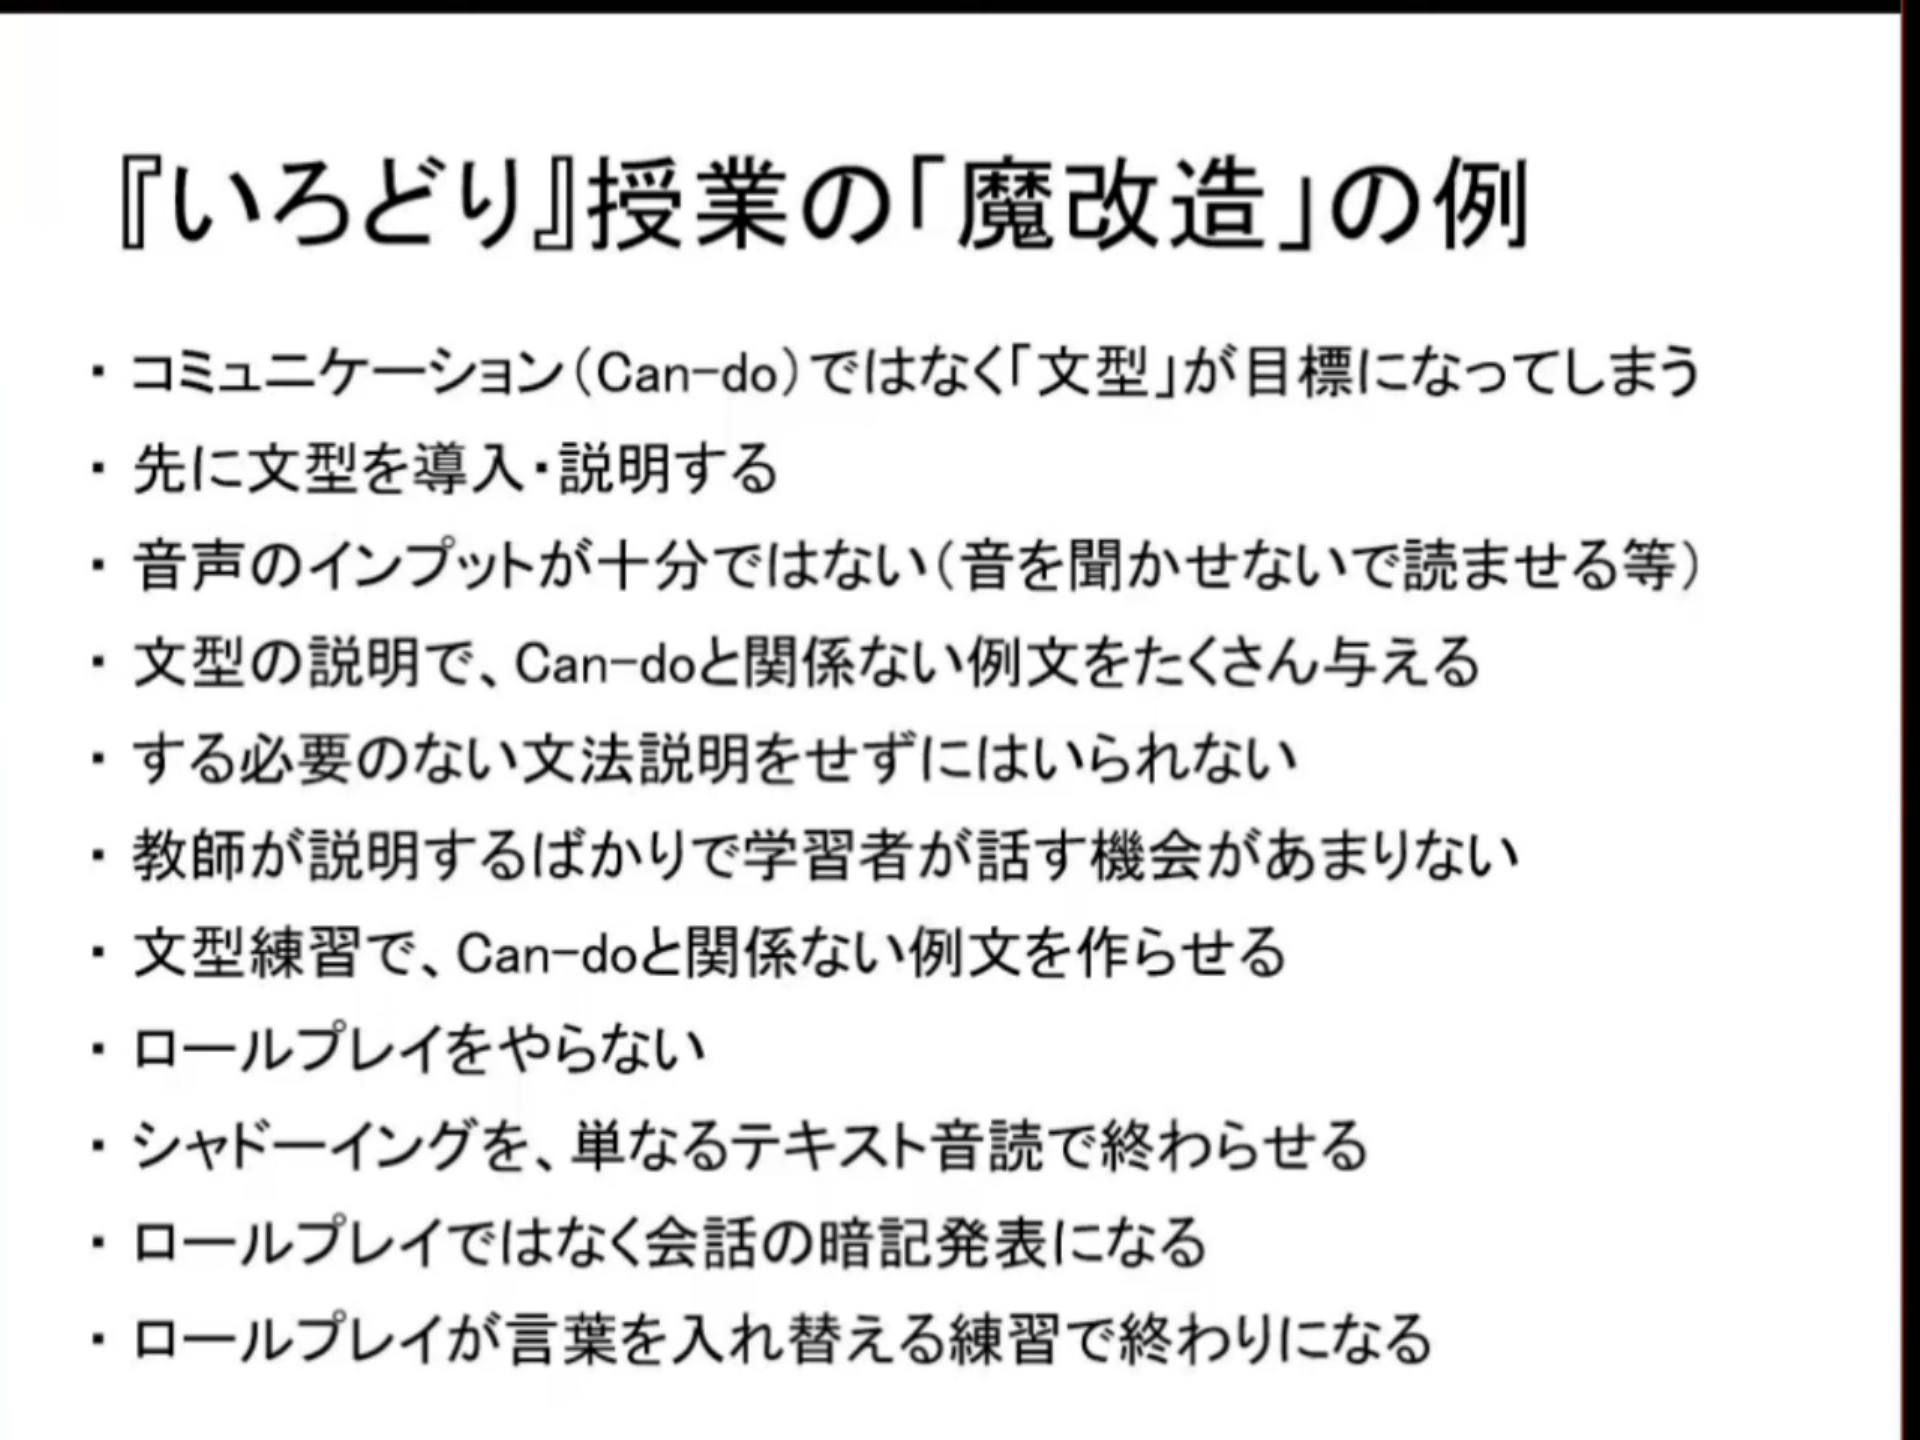 『いろどり』授業の「魔改造」の例
・コミュニケーション（Can-do）ではなく「文型」が目標になってしまう
・先に文型を導入・説明する
・音声のインプットが十分ではない（音を聞かせないで読ませる等）
・文型の説明で、Can-doと関係ない例文をたくさん与える
・する必要のない文法説明をせずにはいられない
・教師が説明するばかりで学習者が話す機会があまりない
・文型練習で、Can-doと関係ない例文を作らせる
・ロールプレイをやらない
・シャドーイングを、単なるテキスト音読で終わらせる
・ロールプレイではなく会話の暗記発表になる
・ロールプレイが言葉を入れ替える練習で終わりになる